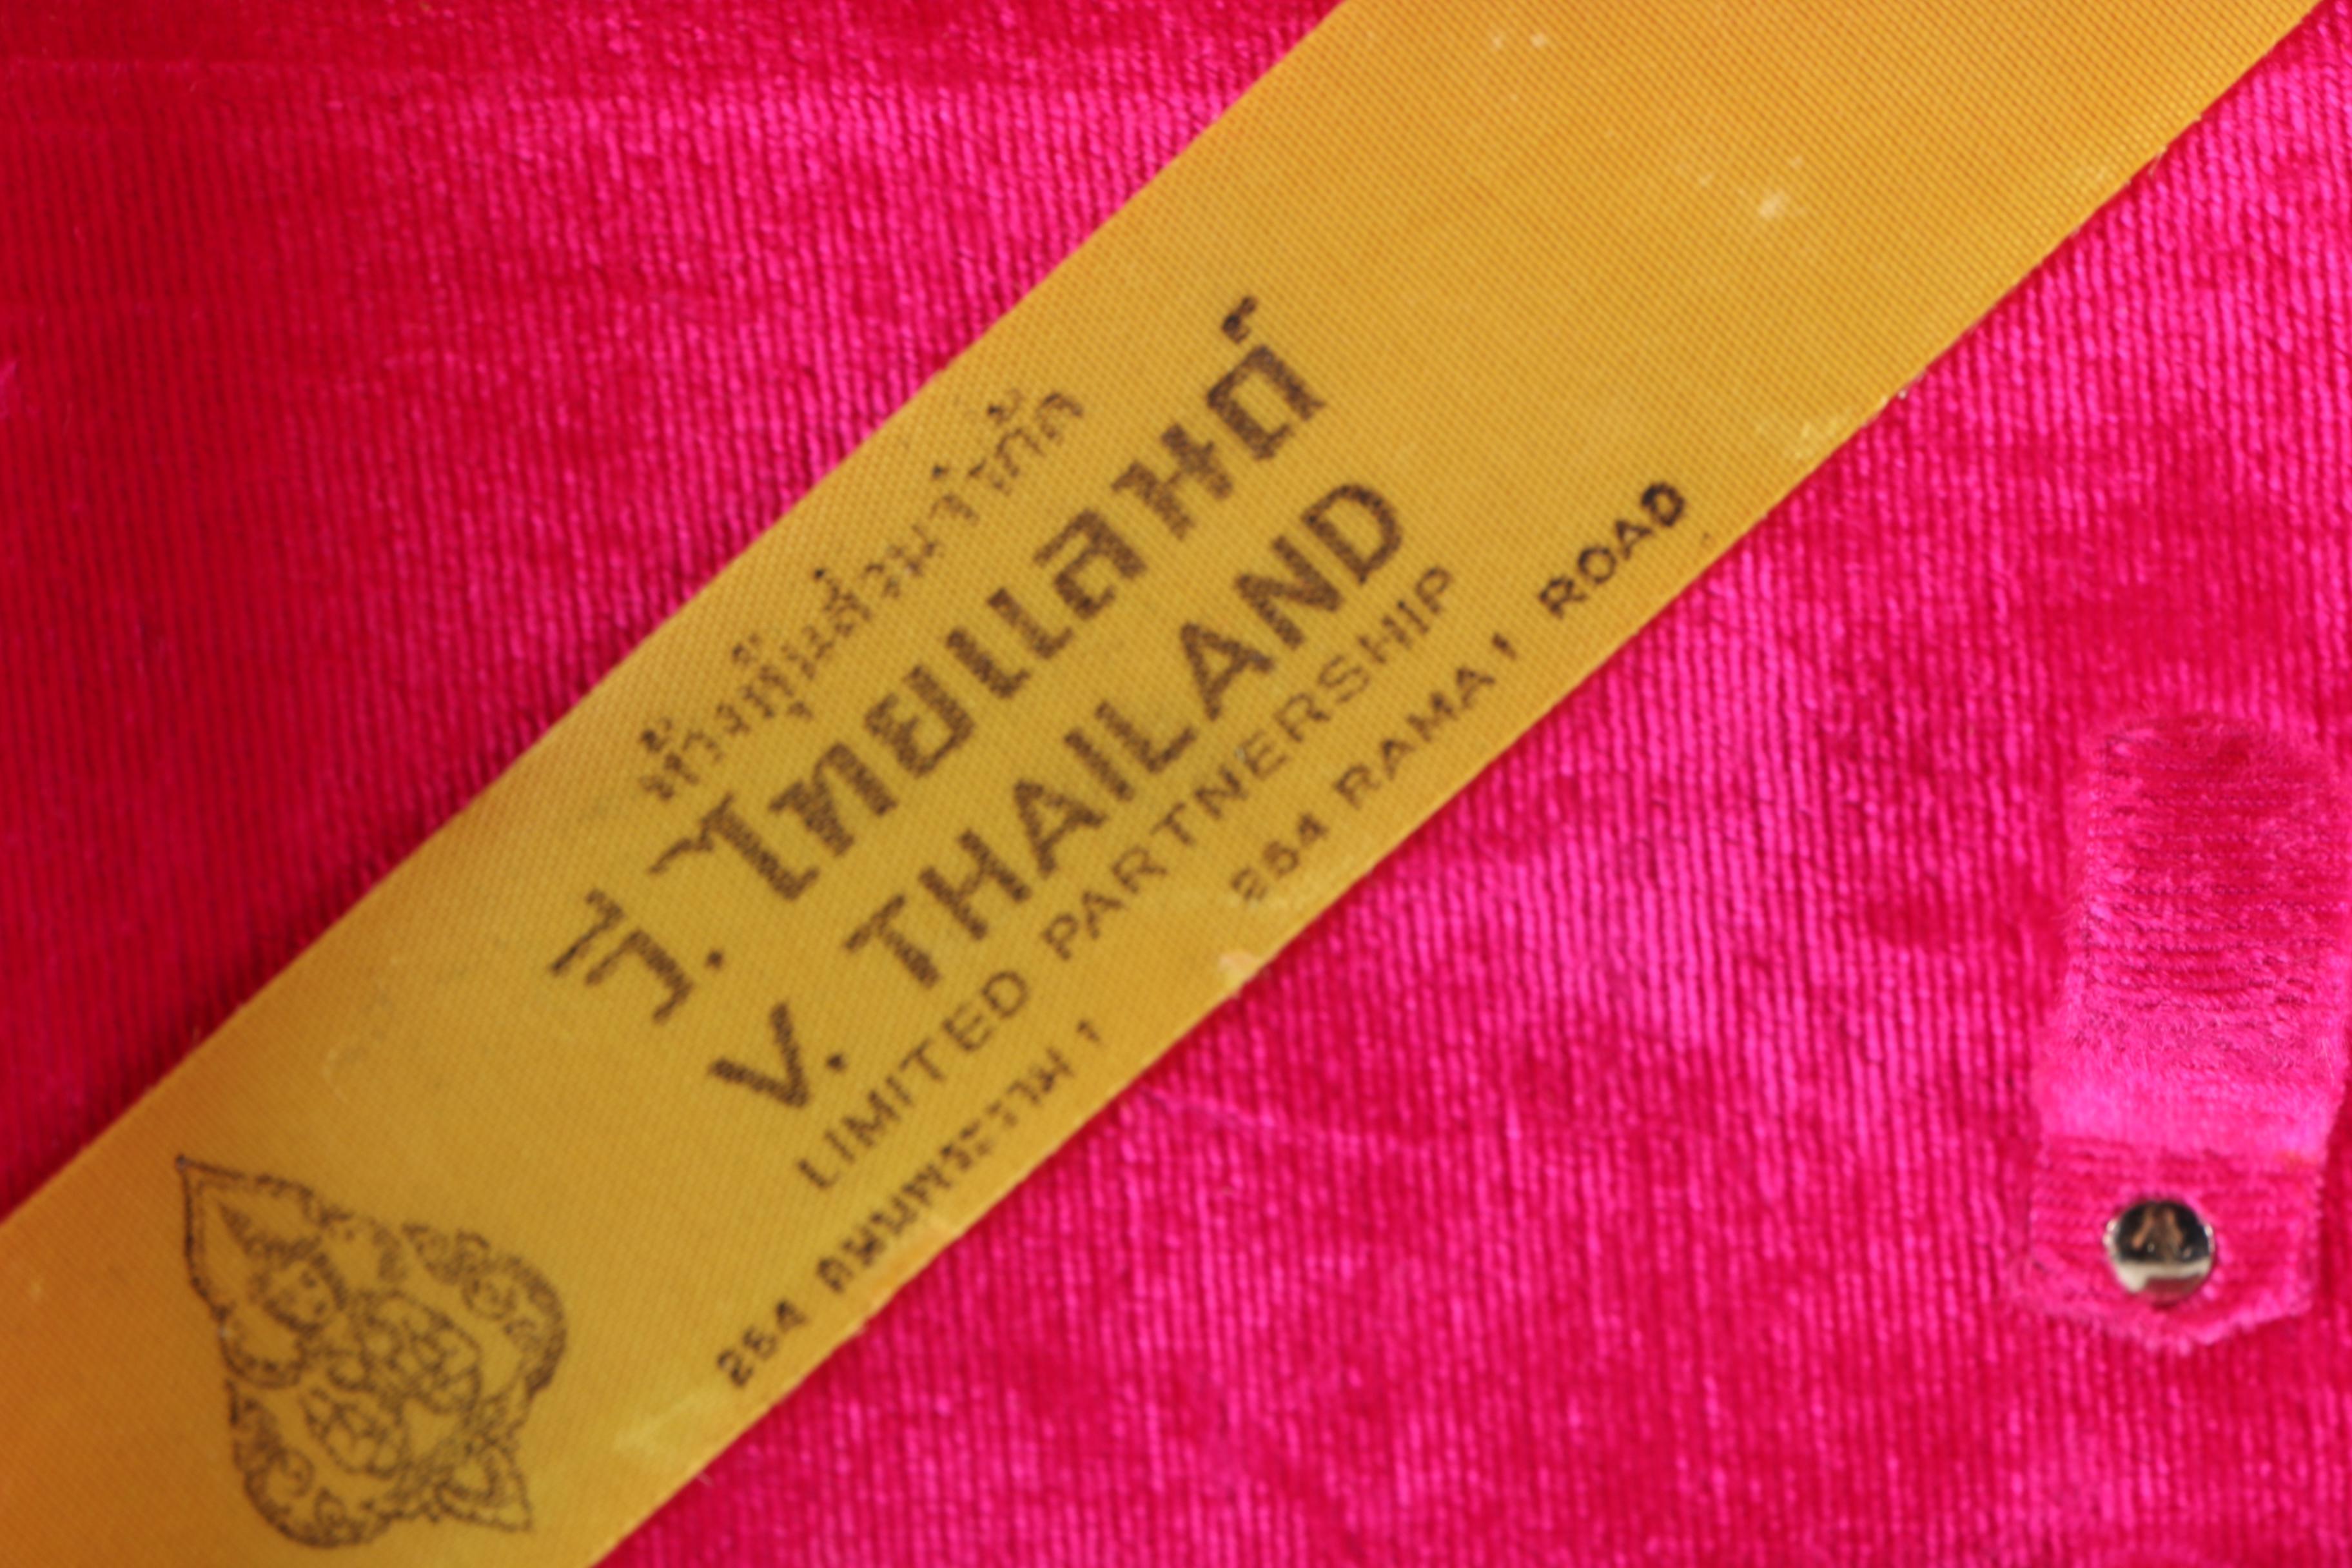 ห้างหุ้นส่วนจำกัด
วี. ไทยแลนด์
V. THAILAND
LIMITED PARTNERSHIP
254 ถนนพระราม 1 254 RAMA 1 ROAD